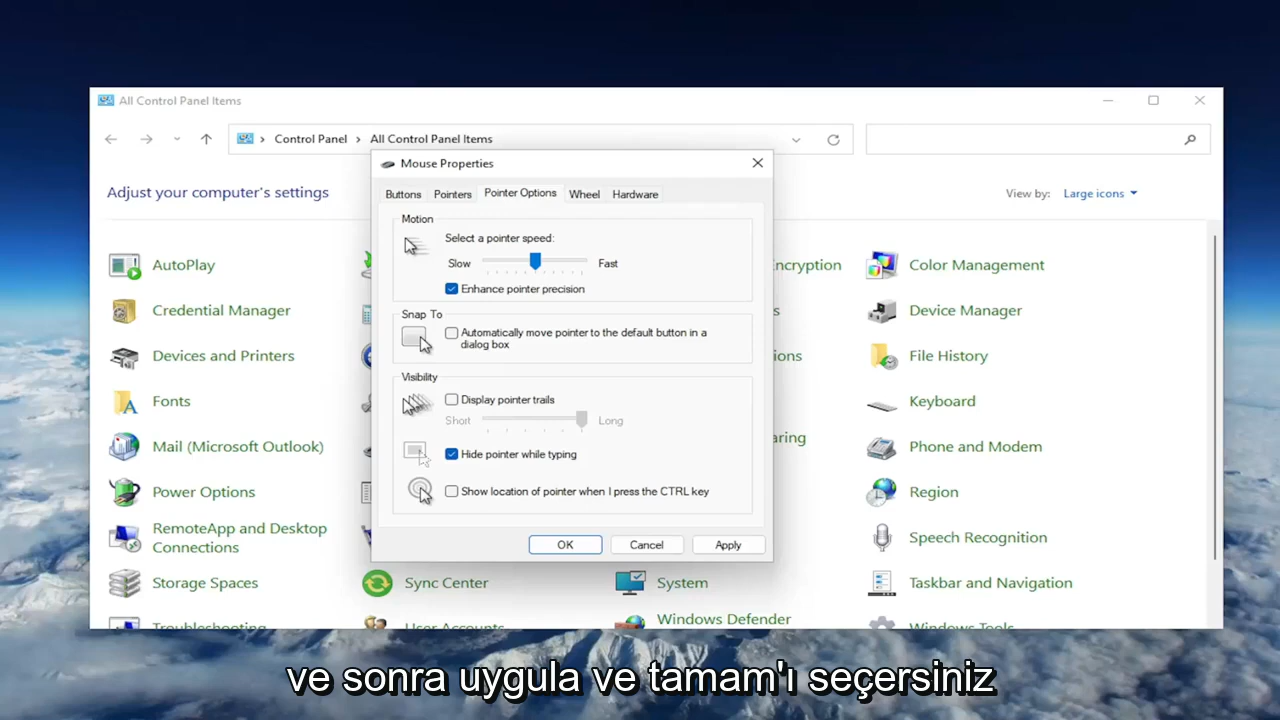 All Control Panel Items
Control Panel > All Control Panel Items
Adjust your computer's settings
View by: Large icons
Mouse Properties
Buttons Pointers Pointer Options Wheel Hardware
Motion
Select a pointer speed:
Slow Fast
Enhance pointer precision
Snap To
Automatically move pointer to the default button in a
dialog box
Visibility
Display pointer trails
Short Long
Hide pointer while typing
Show location of pointer when I press the CTRL key
OK Cancel Apply
AutoPlay
Credential Manager
Devices and Printers
Fonts
Mail (Microsoft Outlook)
Power Options
RemoteApp and Desktop
Connections
Storage Spaces
Troubleshooting
Sync Center
User Accounts
Encryption
System
Windows Defender
Color Management
Device Manager
File History
Keyboard
Phone and Modem
Region
Speech Recognition
Taskbar and Navigation
Windows Tools
ve sonra uygula ve tamam'ı seçersiniz